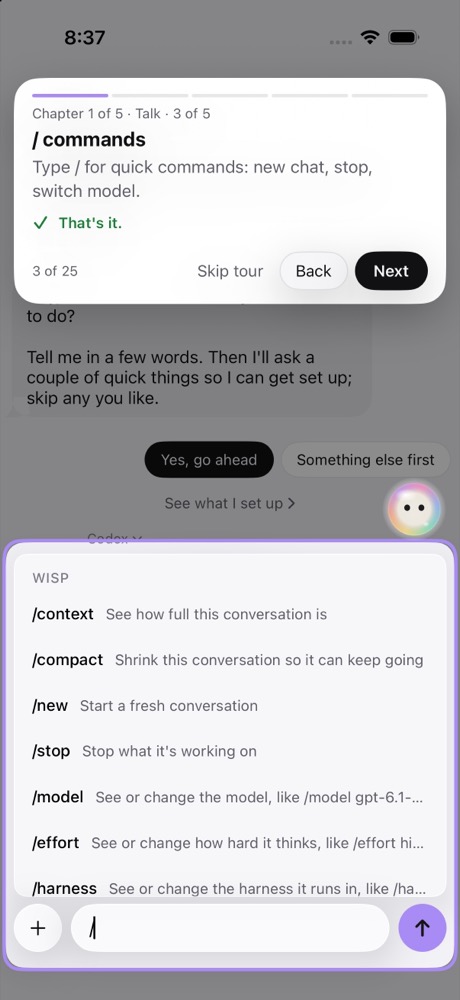 8:37
Chapter 1 of 5 · Talk · 3 of 5
/ commands
Type / for quick commands: new chat, stop,
switch model.
That's it.
3 of 25
Skip tour
Back
Next
to do?
Tell me in a few words. Then I'll ask a
couple of quick things so I can get set up;
skip any you like.
Yes, go ahead
Something else first
See what I set up
Codex
WISP
/context See how full this conversation is
/compact Shrink this conversation so it can keep going
/new Start a fresh conversation
/stop Stop what it's working on
/model See or change the model, like /model gpt-6.1-...
/effort See or change how hard it thinks, like /effort hi...
/harness See or change the harness it runs in, like /ha...
/